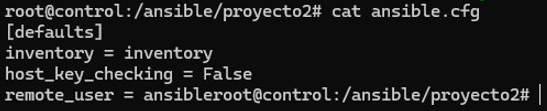 root@control:/ansible/proyecto2# cat ansible.cfg
[defaults]
inventory = inventory
host_key_checking = False
remote_user = ansibleroot@control:/ansible/proyecto2#